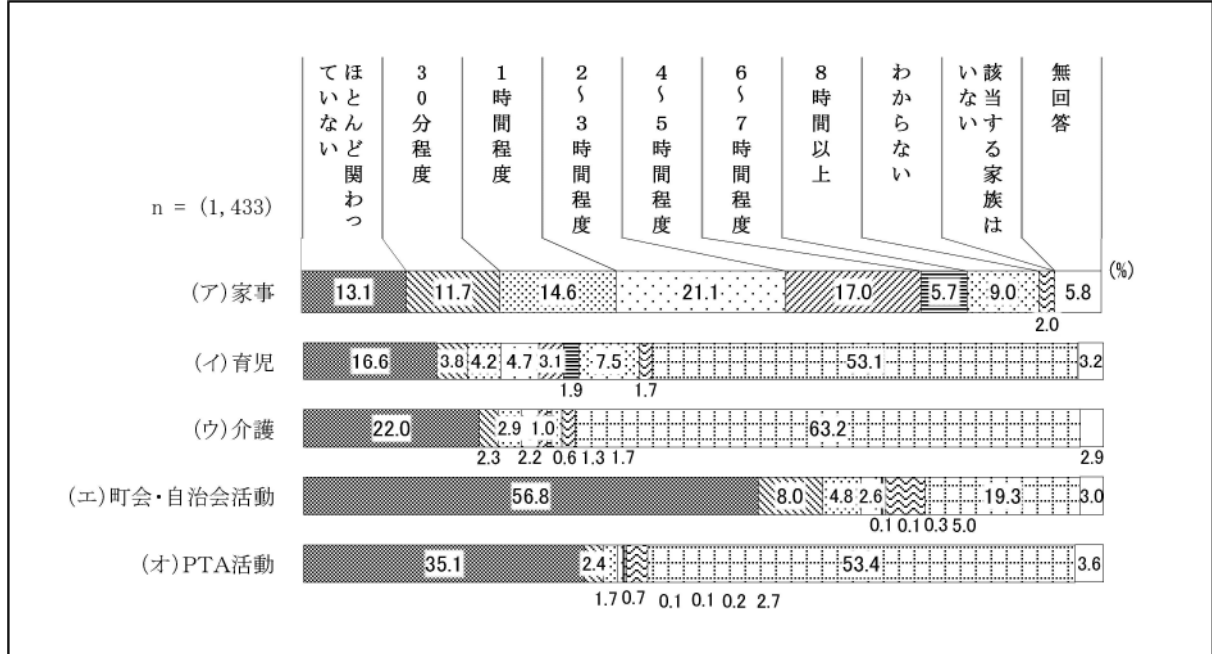 ほとんど関わっ
ていない
30分程度
1時間程度
2~3時間程度
4~5時間程度
6~7時間程度
8時間以上
わからない
該当する家族は
いない
無回答
n = (1,433)
(%)
(ア)家事 13.1 11.7 14.6 21.1 17.0 5.7 9.0 5.8
2.0
(イ)育児 16.6 3.8 4.2 4.7 3.1 7.5 53.1 3.2
1.9 1.7
(ウ)介護 22.0 2.9 1.0 63.2
2.3 2.2 0.6 1.3 1.7 2.9
(エ)町会・自治会活動 56.8 8.0 4.8 2.6 19.3 3.0
0.1 0.1 0.3 5.0
(オ)PTA活動 35.1 2.4 53.4 3.6
1.7 0.7 0.1 0.1 0.2 2.7